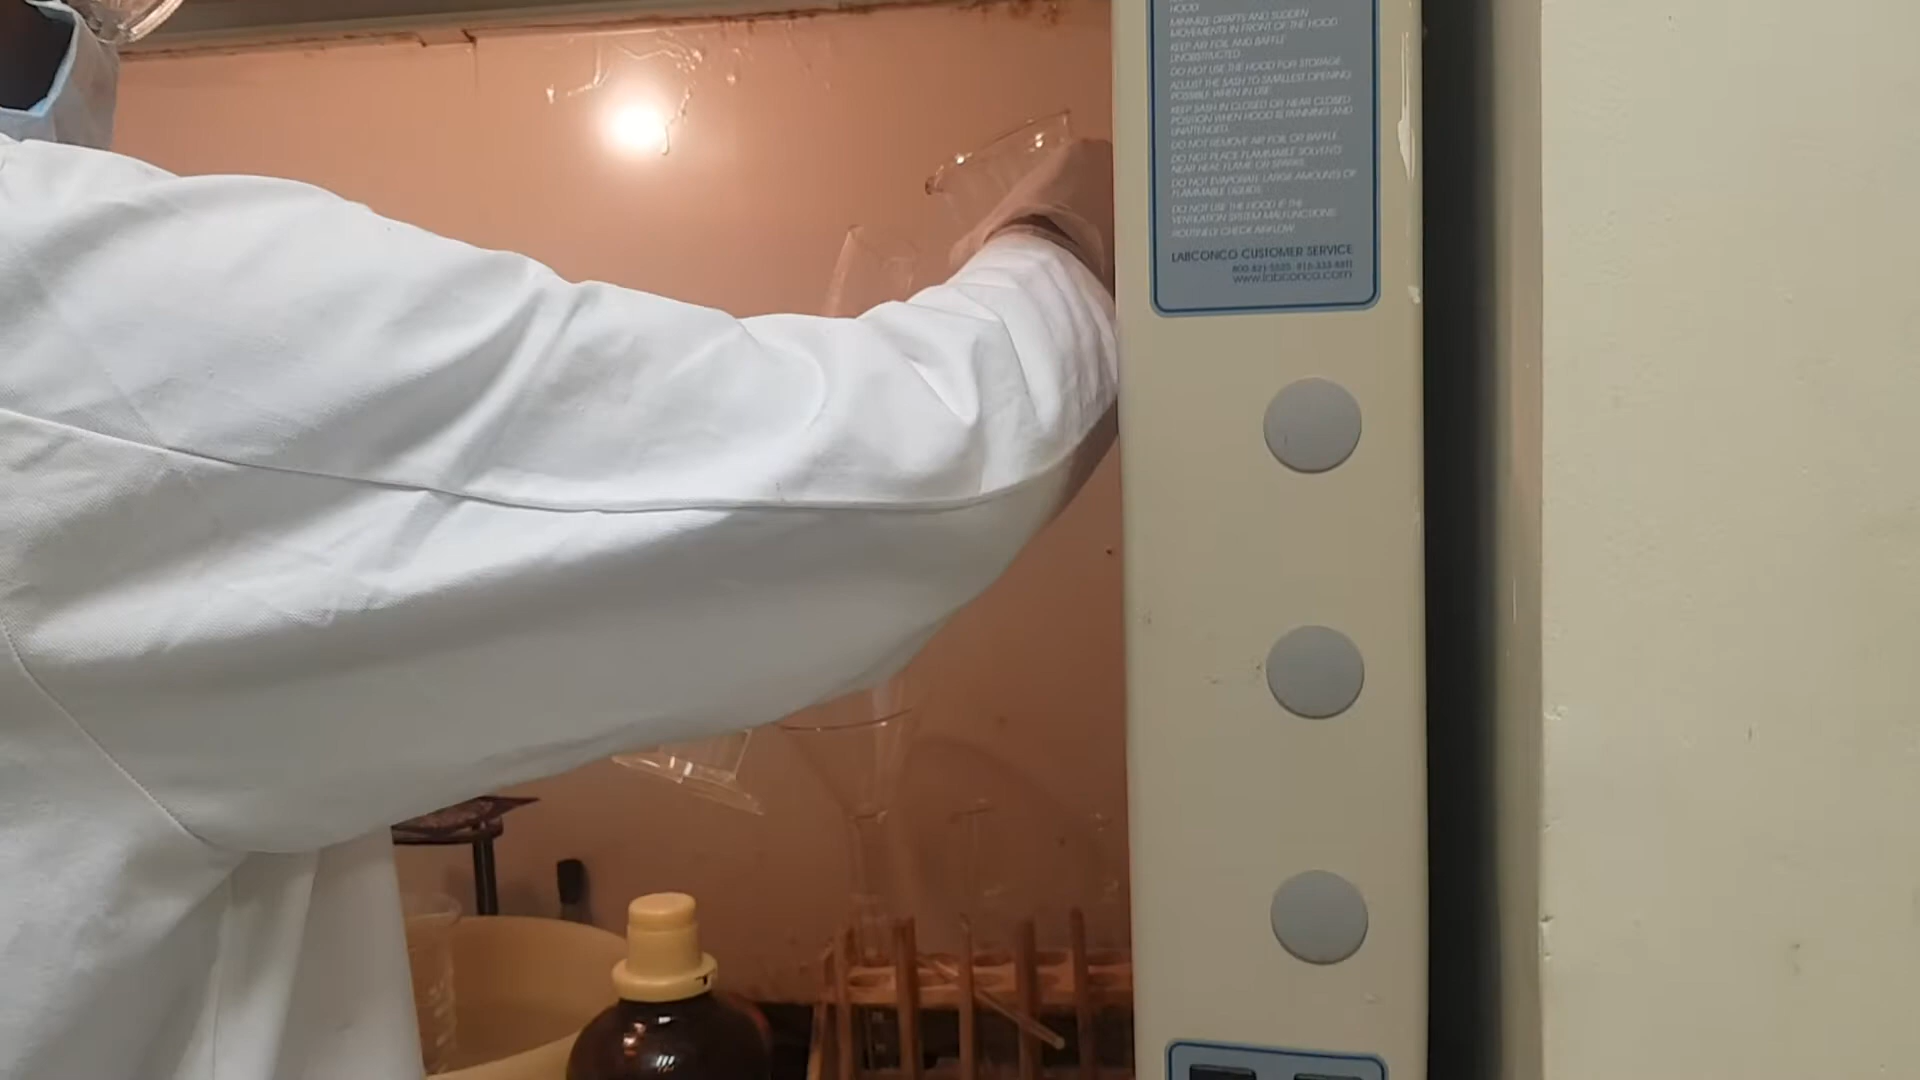 HOOD.
MINIMIZE DRAFTS AND SUDDEN
MOVEMENTS IN FRONT OF THE HOOD.
KEEP AIR FOIL AND BAFFLE
UNOBSTRUCTED.
DO NOT USE THE HOOD FOR STORAGE.
ADJUST THE SASH TO SMALLEST OPENING
POSSIBLE WHEN IN USE.
KEEP SASH IN CLOSED OR NEAR CLOSED
POSITION WHEN HOOD IS RUNNING AND
UNATTENDED.
DO NOT REMOVE AIR FOIL OR BAFFLE.
DO NOT PLACE FLAMMABLE SOLVENTS
NEAR HEAT, FLAME OR SPARKS.
DO NOT EVAPORATE LARGE AMOUNTS OF
FLAMMABLE LIQUIDS.
DO NOT USE THE HOOD IF THE
VENTILATION SYSTEM MALFUNCTIONS.
ROUTINELY CHECK AIRFLOW.
LABCONCO CUSTOMER SERVICE
www.labconco.com